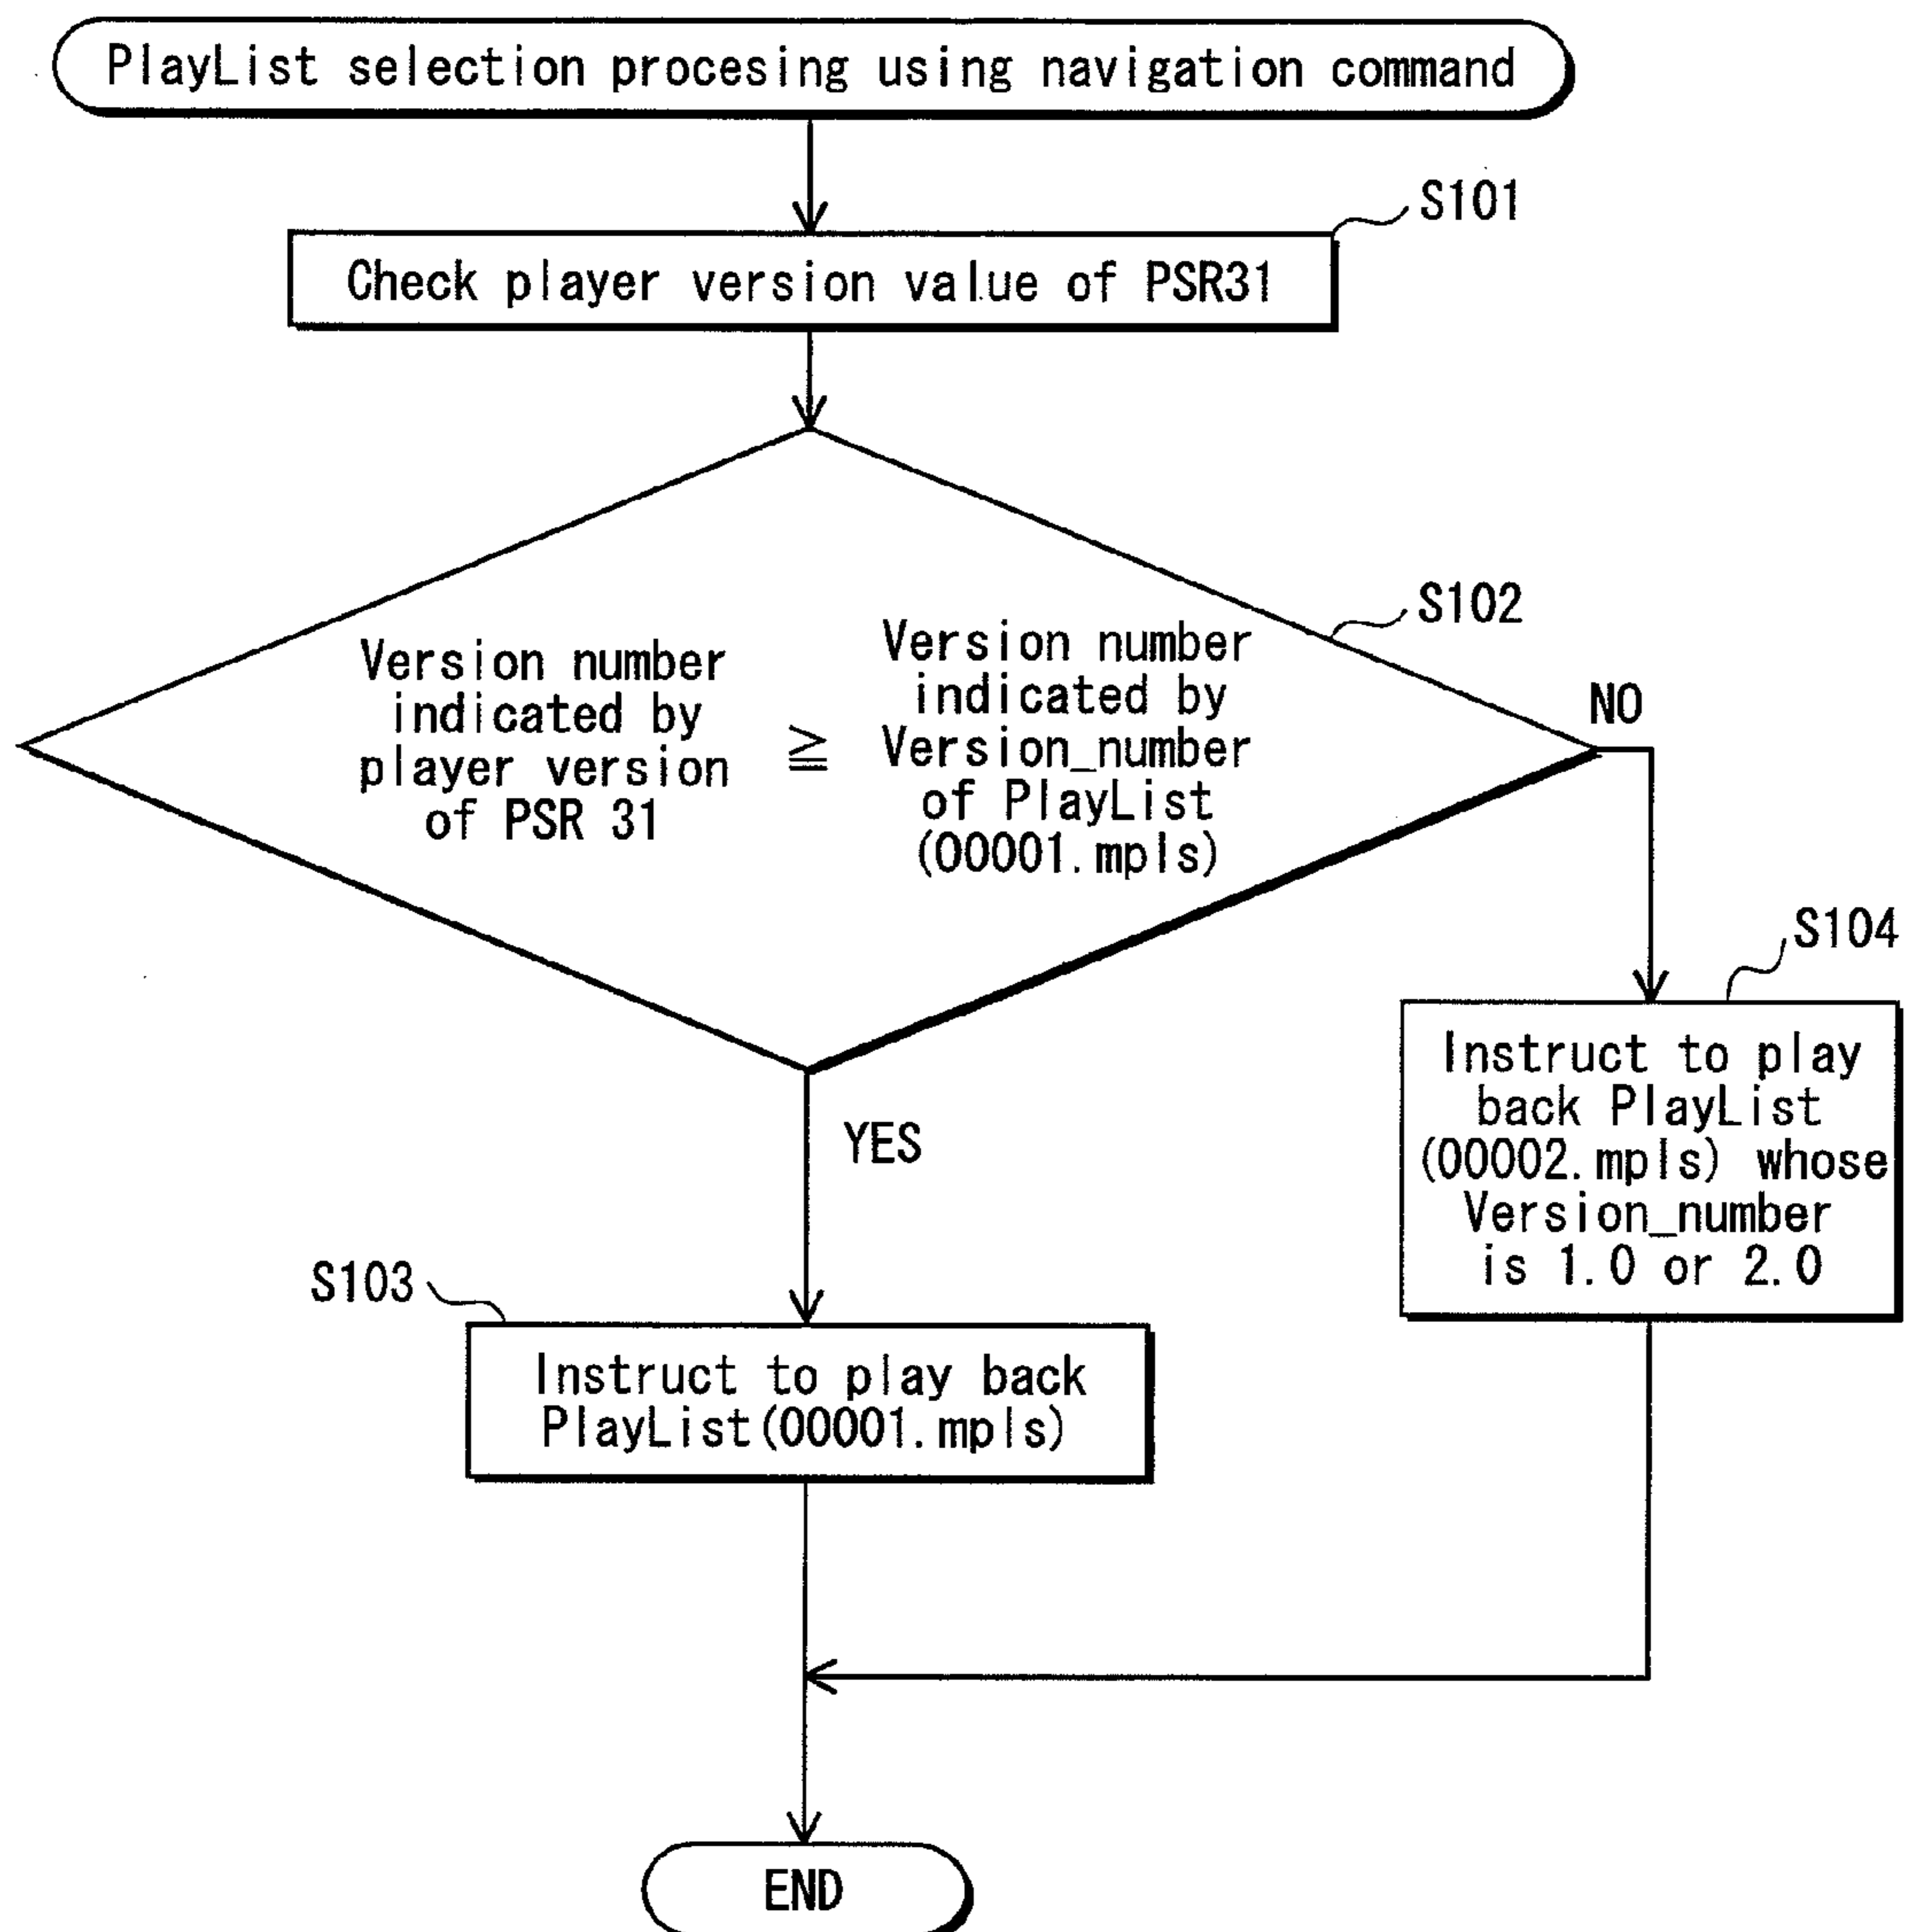 PlayList selection procesing using navigation command
S101
Check player version value of PSR31
S102
Version number
indicated by
player version
of PSR 31
≧
Version number
indicated by
Version_number
of PlayList
(00001.mpls)
NO
YES
S104
Instruct to play
back PlayList
(00002.mpls) whose
Version_number
is 1.0 or 2.0
S103
Instruct to play back
PlayList(00001.mpls)
END